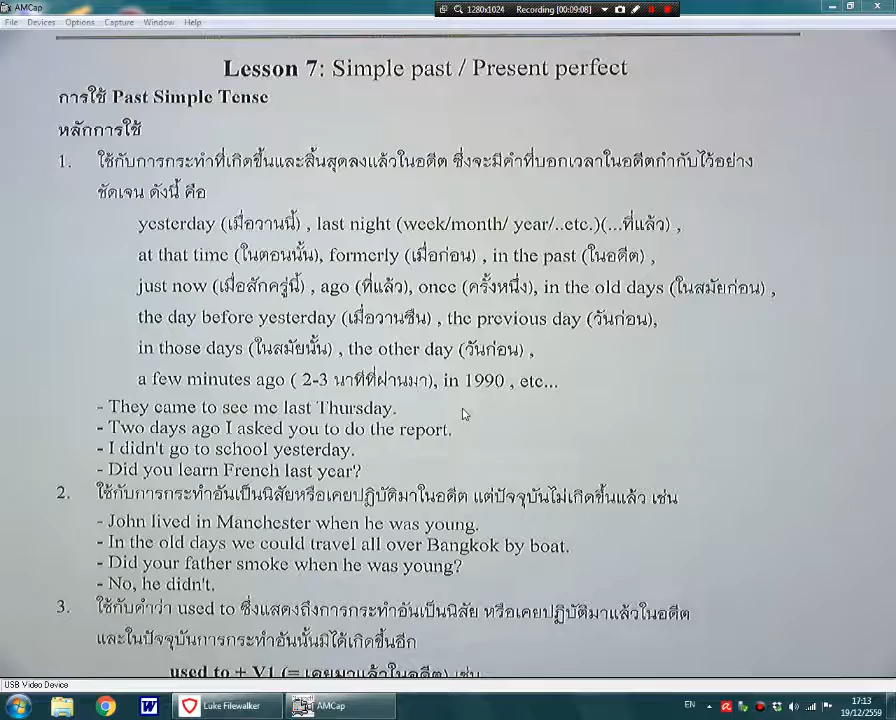 AMCap
1280x1024 Recording [00:09:08]
File Devices Options Capture Window Help
Lesson 7: Simple past / Present perfect
การใช้ Past Simple Tense
หลักการใช้
1. ใช้กับการกระทำที่เกิดขึ้นและสิ้นสุดลงแล้วในอดีต ซึ่งจะมีคำที่บอกเวลาในอดีตกำกับไว้อย่าง
ชัดเจน ดังนี้ คือ
yesterday (เมื่อวานนี้) , last night (week/month/ year/..etc.)(...ที่แล้ว) ,
at that time (ในตอนนั้น), formerly (เมื่อก่อน) , in the past (ในอดีต) ,
just now (เมื่อสักครู่นี้) , ago (ที่แล้ว), once (ครั้งหนึ่ง), in the old days (ในสมัยก่อน) ,
the day before yesterday (เมื่อวานซืน) , the previous day (วันก่อน),
in those days (ในสมัยนั้น) , the other day (วันก่อน) ,
a few minutes ago ( 2-3 นาทีที่ผ่านมา), in 1990 , etc...
- They came to see me last Thursday.
- Two days ago I asked you to do the report.
- I didn't go to school yesterday.
- Did you learn French last year?
2. ใช้กับการกระทำอันเป็นนิสัยหรือเคยปฏิบัติมาในอดีต แต่ปัจจุบันไม่เกิดขึ้นแล้ว เช่น
- John lived in Manchester when he was young.
- In the old days we could travel all over Bangkok by boat.
- Did your father smoke when he was young?
- No, he didn't.
3. ใช้กับคำว่า used to ซึ่งแสดงถึงการกระทำอันเป็นนิสัย หรือเคยปฏิบัติมาแล้วในอดีต
และในปัจจุบันการกระทำอันนั้นมิได้เกิดขึ้นอีก
used to + V1 (= เคยมาแล้วในอดีต) เช่น
USB Video Device
Luke Filewalker AMCap EN 17:13
19/12/2559